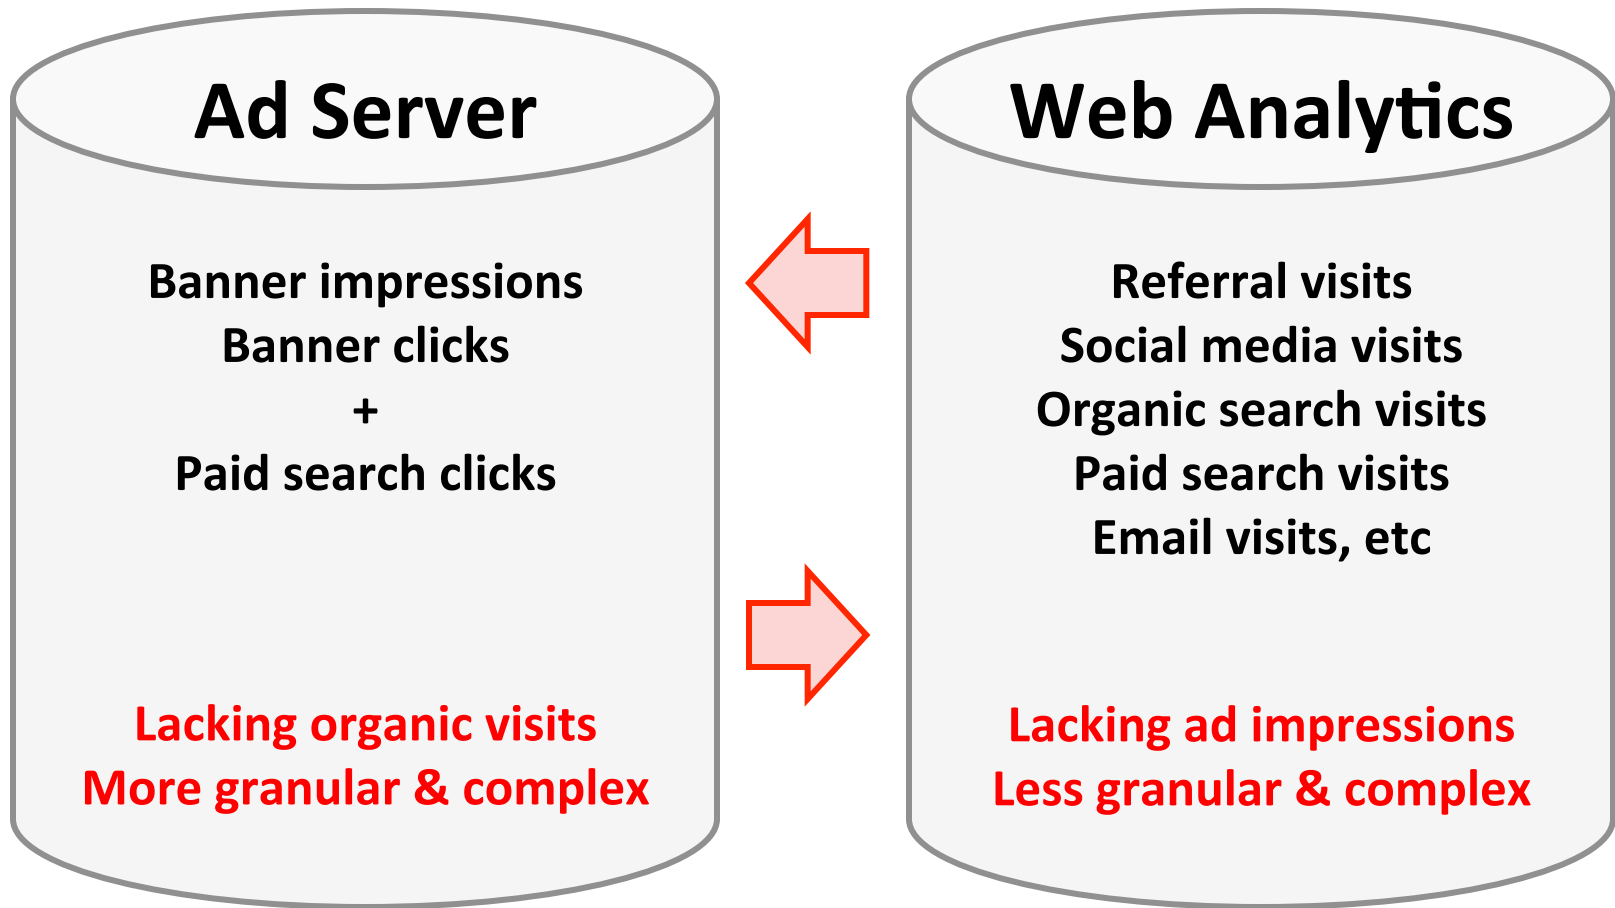 Ad Server
Banner impressions
Banner clicks
+
Paid search clicks
Lacking organic visits
More granular & complex
Web Analytics
Referral visits
Social media visits
Organic search visits
Paid search visits
Email visits, etc
Lacking ad impressions
Less granular & complex